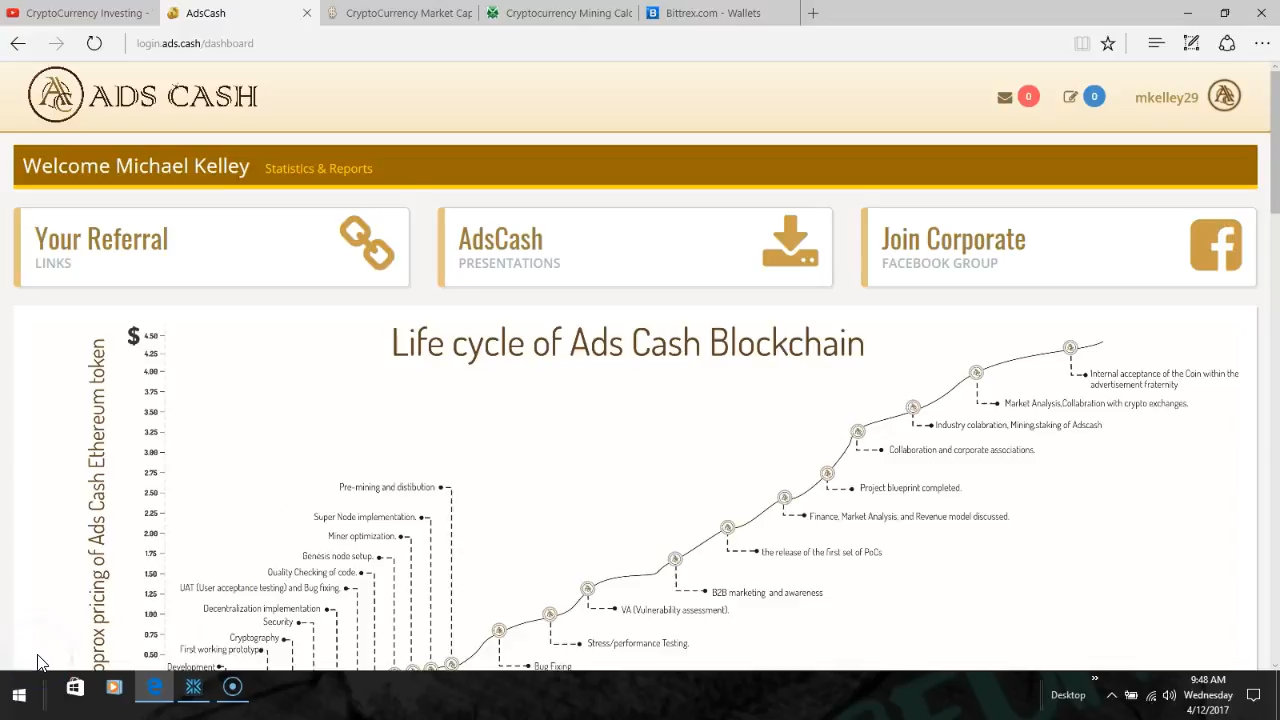 CryptoCurrency Investing -
AdsCash
CryptoCurrency Market Cap
Cryptocurrency Mining Calc
Bittrex.com - Wallets
login.ads.cash/dashboard
ADS CASH
0
0
mkelley29
Welcome Michael Kelley
Statistics & Reports
Your Referral
LINKS
AdsCash
PRESENTATIONS
Join Corporate
FACEBOOK GROUP
Life cycle of Ads Cash Blockchain
$
4.50
4.25
4.00
3.75
3.50
3.25
3.00
2.75
2.50
2.25
2.00
1.75
1.50
1.25
1.00
0.75
0.50
pprox pricing of Ads Cash Ethereum token
Internal acceptance of the Coin within the
advertisement fraternity
Market Analysis,Collabration with crypto exchanges.
Industry colabration, Mining,staking of Adscash
Collaboration and corporate associations.
Project blueprint completed.
Finance, Market Analysis, and Revenue model discussed.
the release of the first set of PoCs
B2B marketing and awareness
VA (Vulnerability assessment).
Stress/performance Testing.
Bug Fixing
Pre-mining and distibution
Super Node implementation.
Miner optimization.
Genesis node setup.
Quality Checking of code.
UAT (User acceptance testing) and Bug fixing.
Decentralization implementation
Security
Cryptography
First working prototyp
Development
Desktop
9:48 AM
Wednesday
4/12/2017